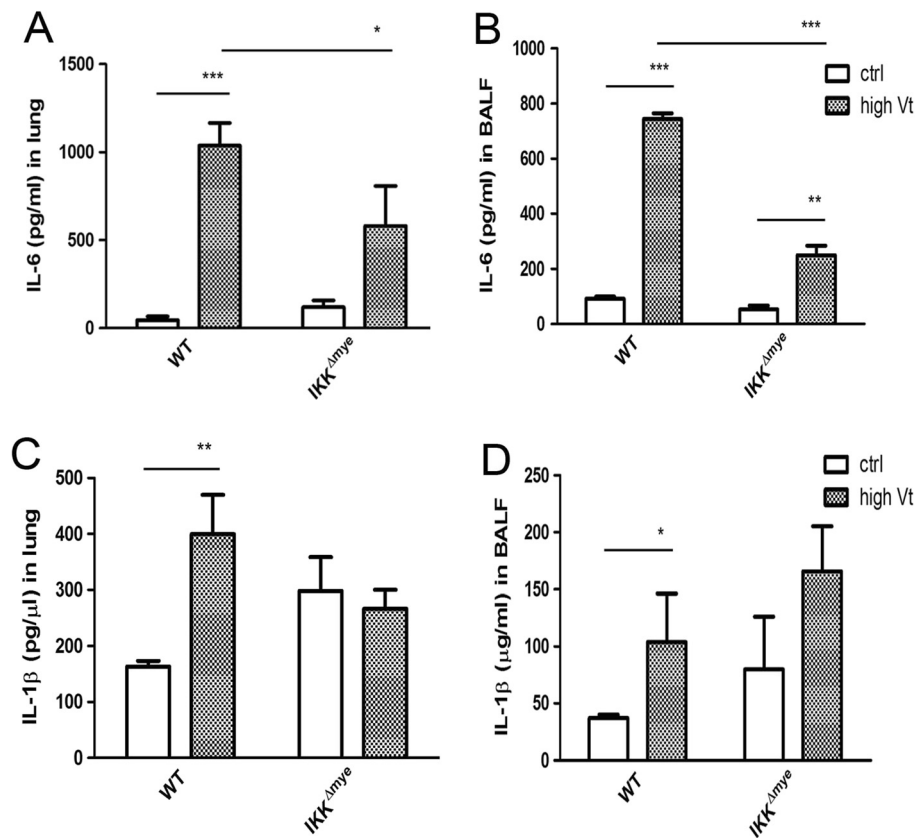 A
IL-6 (pg/ml) in lung
1500
1000
500
0
***
*
WT
IKK^Δmye
B
IL-6 (pg/ml) in BALF
1000
800
600
400
200
0
***
***
**
ctrl
high Vt
WT
IKK^Δmye
C
IL-1β (pg/μl) in lung
500
400
300
200
100
0
**
WT
IKK^Δmye
D
IL-1β (μg/ml) in BALF
250
200
150
100
50
0
*
ctrl
high Vt
WT
IKK^Δmye